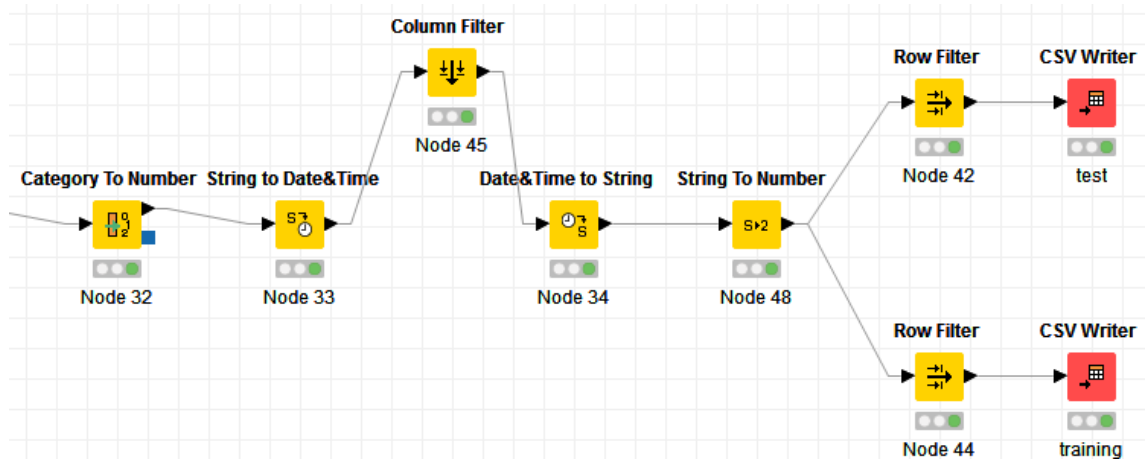 Column Filter
Node 45
Row Filter
CSV Writer
Node 42
test
Category To Number
String to Date&Time
Date&Time to String
String To Number
S
S
S▸2
Node 32
Node 33
Node 34
Node 48
Row Filter
CSV Writer
Node 44
training